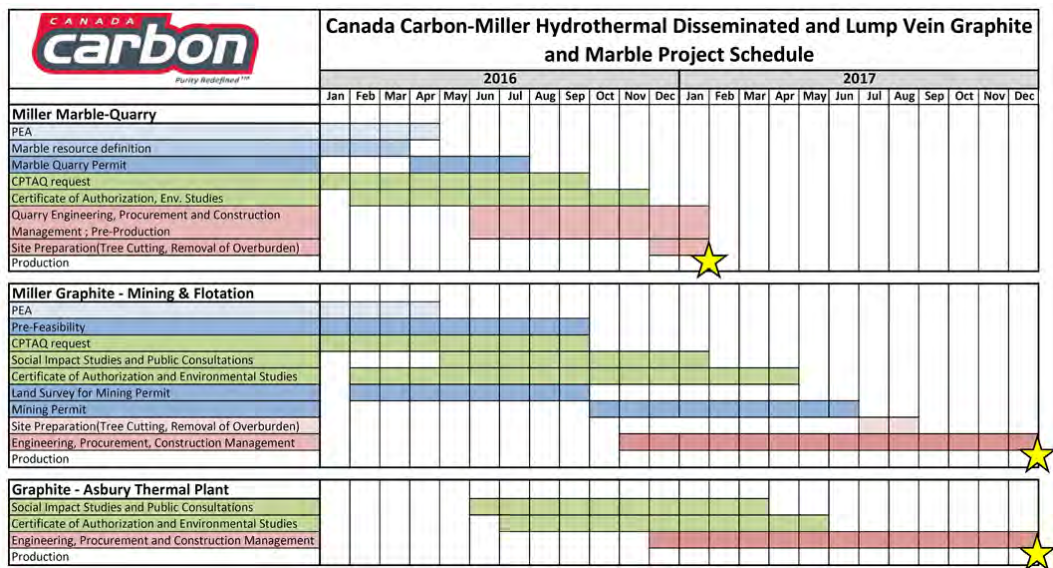 CANADA
carbon
Purity Redefined™
Canada Carbon-Miller Hydrothermal Disseminated and Lump Vein Graphite
and Marble Project Schedule
2016 2017
Jan Feb Mar Apr May Jun Jul Aug Sep Oct Nov Dec Jan Feb Mar Apr May Jun Jul Aug Sep Oct Nov Dec
Miller Marble-Quarry
PEA
Marble resource definition
Marble Quarry Permit
CPTAQ request
Certificate of Authorization, Env. Studies
Quarry Engineering, Procurement and Construction
Management ; Pre-Production
Site Preparation(Tree Cutting, Removal of Overburden)
Production
Miller Graphite - Mining & Flotation
PEA
Pre-Feasibility
CPTAQ request
Social Impact Studies and Public Consultations
Certificate of Authorization and Environmental Studies
Land Survey for Mining Permit
Mining Permit
Site Preparation(Tree Cutting, Removal of Overburden)
Engineering, Procurement, Construction Management
Production
Graphite - Asbury Thermal Plant
Social Impact Studies and Public Consultations
Certificate of Authorization and Environmental Studies
Engineering, Procurement and Construction Management
Production